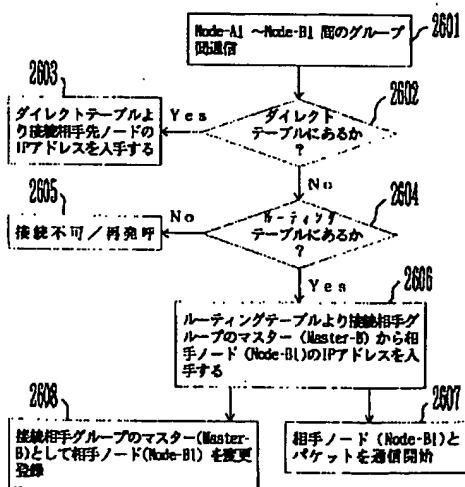 2601
Node-A1 ～Node-B1 間のグループ
間通信
2603
2602
ダイレクトテーブルよ
り接続相手先ノードの
IPアドレスを入手する
Yes
ダイレクト
テーブルにあるか
?
2605
No
2604
接続不可／再発呼
No
ルーティング
テーブルにあるか
?
Yes
2606
ルーティングテーブルより接続相手グ
ループのマスター (Master-B) から相
手ノード (Node-B1)のIPアドレスを入
手する
2608
2607
接続相手グループのマスター(Master-
B)として相手ノード(Node-B1) を変更
登録
相手ノード (Node-B1)と
パケットを通信開始